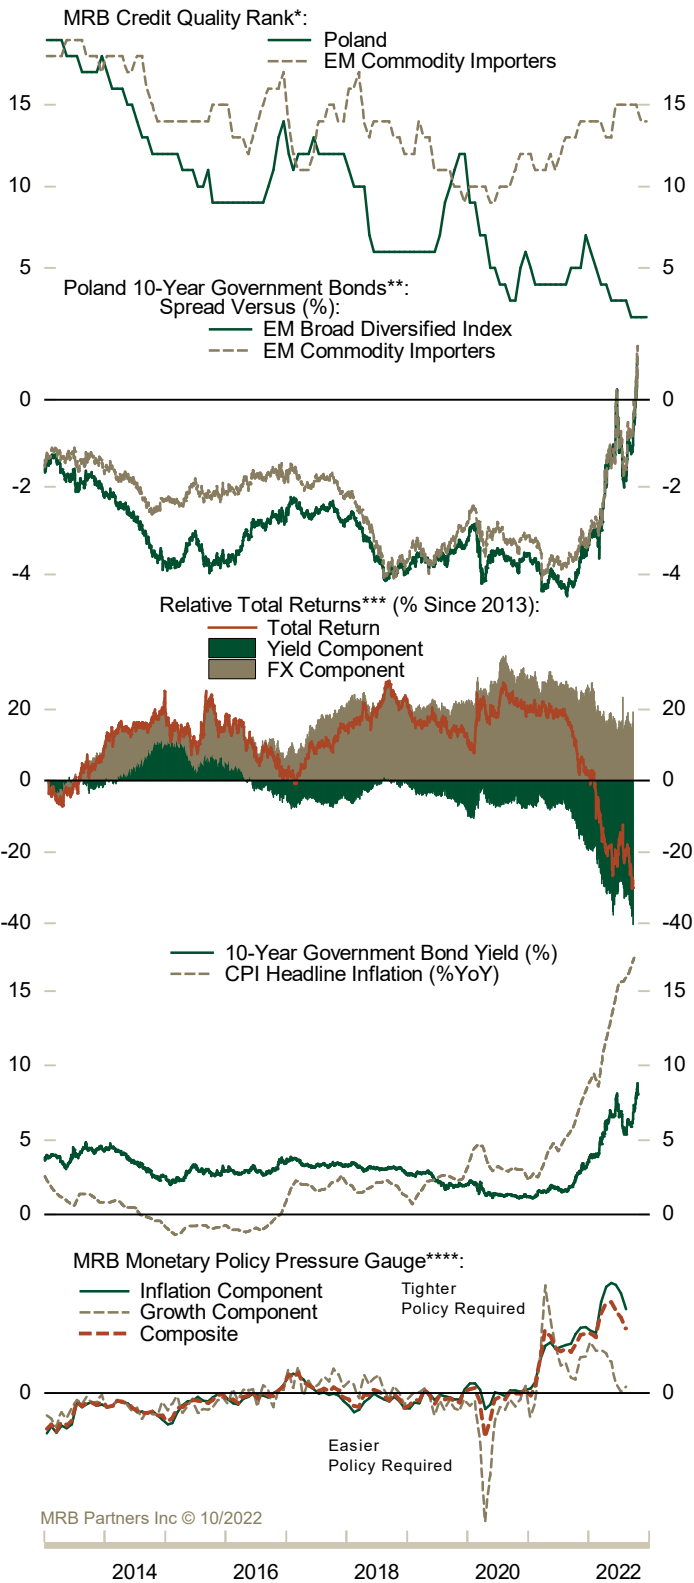 MRB Credit Quality Rank*:
Poland
EM Commodity Importers
15 15
10 10
5 5
Poland 10-Year Government Bonds**:
Spread Versus (%):
EM Broad Diversified Index
EM Commodity Importers
0 0
-2 -2
-4 -4
Relative Total Returns*** (% Since 2013):
Total Return
Yield Component
FX Component
20 20
0 0
-20 -20
-40 -40
10-Year Government Bond Yield (%)
CPI Headline Inflation (%YoY)
15 15
10 10
5 5
0 0
MRB Monetary Policy Pressure Gauge****:
Inflation Component
Growth Component
Composite
Tighter
Policy Required
0 0
Easier
Policy Required
MRB Partners Inc © 10/2022
2014 2016 2018 2020 2022